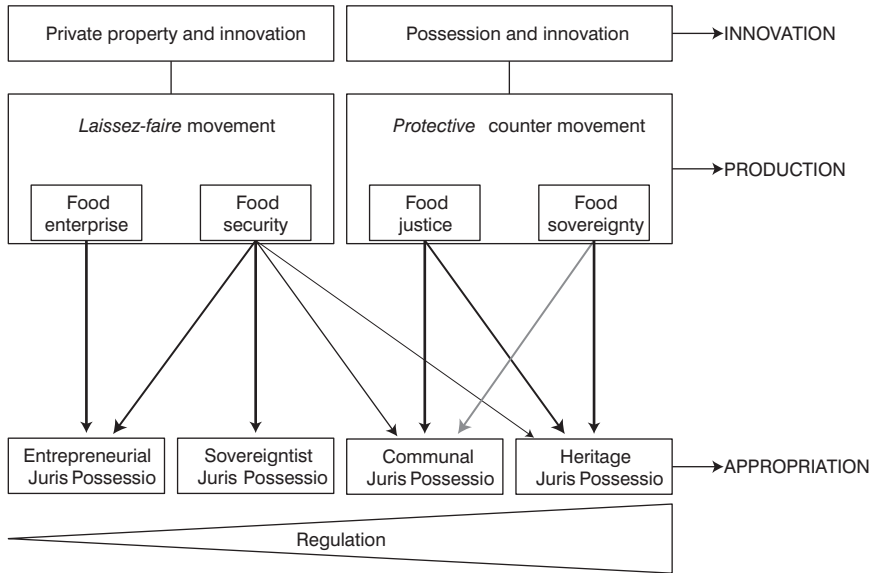 Private property and innovation
Possession and innovation
INNOVATION
Laissez-faire movement
Protective counter movement
PRODUCTION
Food
enterprise
Food
security
Food
justice
Food
sovereignty
Entrepreneurial
Juris Possessio
Sovereigntist
Juris Possessio
Communal
Juris Possessio
Heritage
Juris Possessio
APPROPRIATION
Regulation